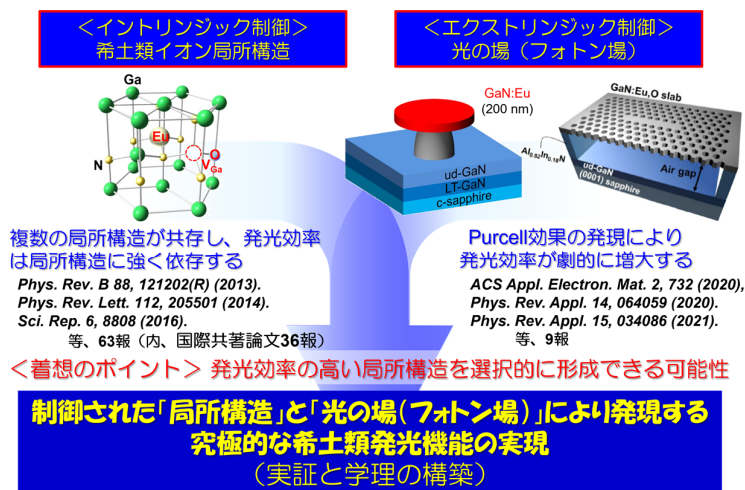 ＜イントリンジック制御＞
希土類イオン局所構造
Ga
Eu
N
O
VGa
複数の局所構造が共存し、発光効率
は局所構造に強く依存する
Phys. Rev. B 88, 121202(R) (2013).
Phys. Rev. Lett. 112, 205501 (2014).
Sci. Rep. 6, 8808 (2016).
等、63報（内、国際共著論文36報）
＜エクストリンジック制御＞
光の場（フォトン場）
GaN:Eu
(200 nm)
ud-GaN
LT-GaN
c-sapphire
GaN:Eu,O slab
Al0.82In0.18N
Air gap
ud-GaN
(0001) sapphire
Purcell効果の発現により
発光効率が劇的に増大する
ACS Appl. Electron. Mat. 2, 732 (2020),
Phys. Rev. Appl. 14, 064059 (2020).
Phys. Rev. Appl. 15, 034086 (2021).
等、9報
＜着想のポイント＞ 発光効率の高い局所構造を選択的に形成できる可能性
制御された「局所構造」と「光の場（フォトン場）」により発現する
究極的な希土類発光機能の実現
（実証と学理の構築）